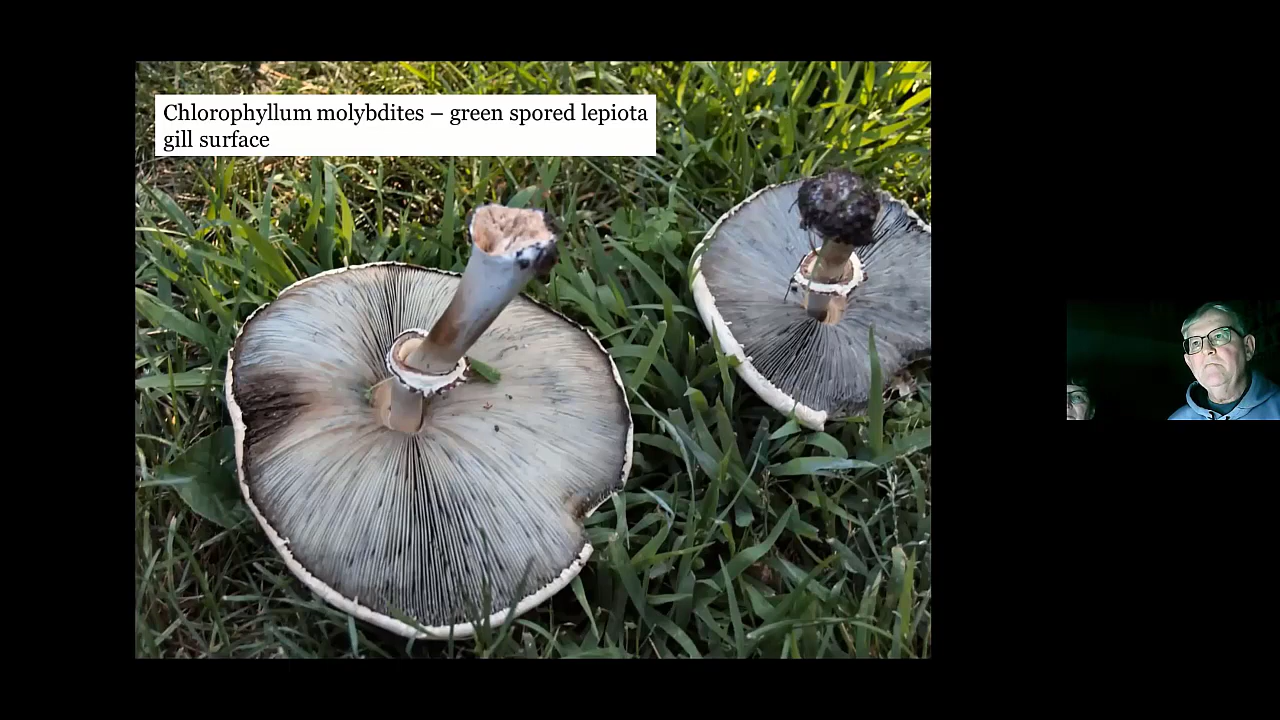 Chlorophyllum molybdites – green spored lepiota
gill surface